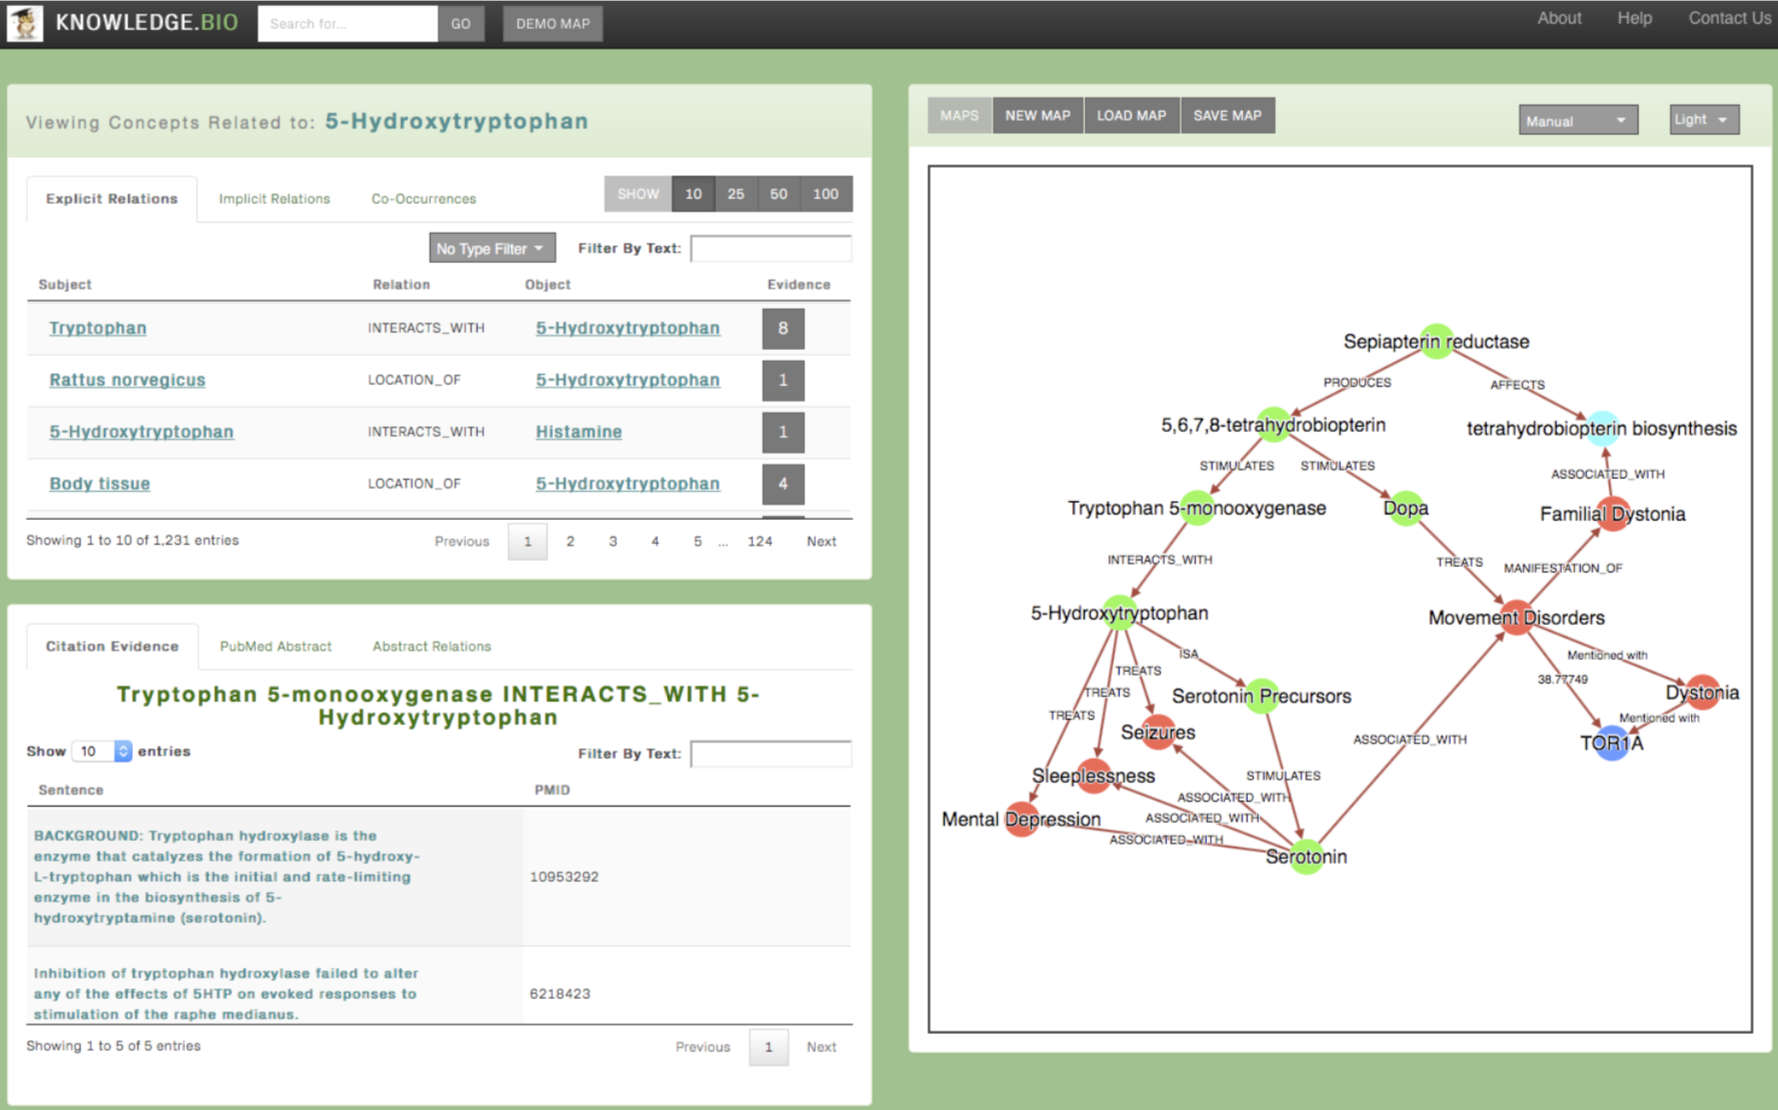 KNOWLEDGE.BIO
Search for...
GO
DEMO MAP
About
Help
Contact Us
Viewing Concepts Related to: 5-Hydroxytryptophan
Explicit Relations
Implicit Relations
Co-Occurrences
SHOW
10
25
50
100
No Type Filter
Filter By Text:
Subject Relation Object Evidence
Tryptophan INTERACTS_WITH 5-Hydroxytryptophan 8
Rattus norvegicus LOCATION_OF 5-Hydroxytryptophan 1
5-Hydroxytryptophan INTERACTS_WITH Histamine 1
Body tissue LOCATION_OF 5-Hydroxytryptophan 4
Showing 1 to 10 of 1,231 entries
Previous 1 2 3 4 5 ... 124 Next
Citation Evidence
PubMed Abstract
Abstract Relations
Tryptophan 5-monooxygenase INTERACTS_WITH 5-
Hydroxytryptophan
Show 10 entries
Filter By Text:
Sentence PMID
BACKGROUND: Tryptophan hydroxylase is the
enzyme that catalyzes the formation of 5-hydroxy-
L-tryptophan which is the initial and rate-limiting
enzyme in the biosynthesis of 5-
hydroxytryptamine (serotonin).
10953292
Inhibition of tryptophan hydroxylase failed to alter
any of the effects of 5HTP on evoked responses to
stimulation of the raphe medianus.
6218423
Showing 1 to 5 of 5 entries
Previous 1 Next
MAPS
NEW MAP
LOAD MAP
SAVE MAP
Manual
Light
Sepiapterin reductase
PRODUCES
AFFECTS
5,6,7,8-tetrahydrobiopterin
tetrahydrobiopterin biosynthesis
STIMULATES
STIMULATES
ASSOCIATED_WITH
Tryptophan 5-monooxygenase
Dopa
Familial Dystonia
INTERACTS_WITH
TREATS
MANIFESTATION_OF
5-Hydroxytryptophan
Movement Disorders
ISA
Mentioned with
TREATS
38.77749
TREATS
Serotonin Precursors
Dystonia
TREATS
Mentioned with
Seizures
ASSOCIATED_WITH
TOR1A
Sleeplessness
STIMULATES
ASSOCIATED_WITH
Mental Depression
ASSOCIATED_WITH
ASSOCIATED_WITH
Serotonin